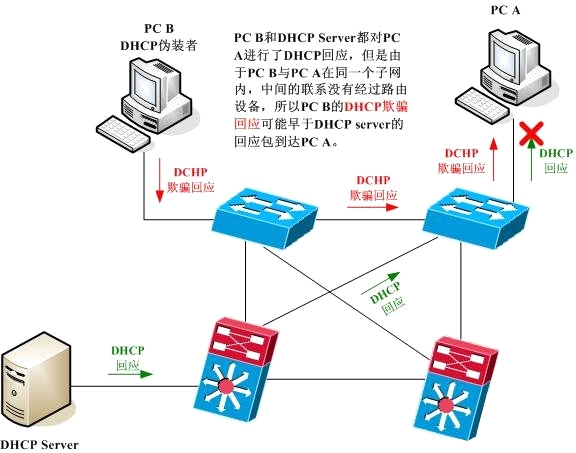 PC B
DHCP伪装者
PC B和DHCP Server都对PC
A进行了DHCP回应，但是由
于PC B与PC A在同一个子网
内，中间的联系没有经过路由
设备，所以PC B的DHCP欺骗
回应可能早于DHCP server的
回应包到达PC A。
PC A
DCHP
欺骗回应
DCHP
欺骗回应
DCHP
欺骗回应
DHCP
回应
DHCP
回应
DHCP
回应
DHCP Server